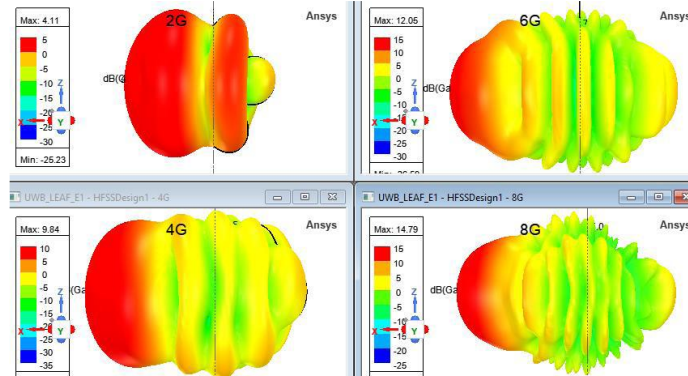 Max: 4.11
2G
Ansys
5
0
-5
-10
-15
-20
-25
-30
dB(G
Z
X
Y
Min: -25.23
Max: 12.05
6G
Ansys
15
10
5
0
-5
-10
-15
-20
-25
-30
dB(Ga
Z
X
Y
UWB_LEAF_E1 - HFSSDesign1 - 4G
Max: 9.84
4G
Ansys
10
5
0
-5
-10
-15
-20
-25
-30
-35
(Ga
Z
X
Y
UWB_LEAF_E1 - HFSSDesign1 - 8G
Max: 14.79
8G
Ansys
15
10
5
0
-5
-10
-15
-20
-25
dB(Ga
Z
X
Y